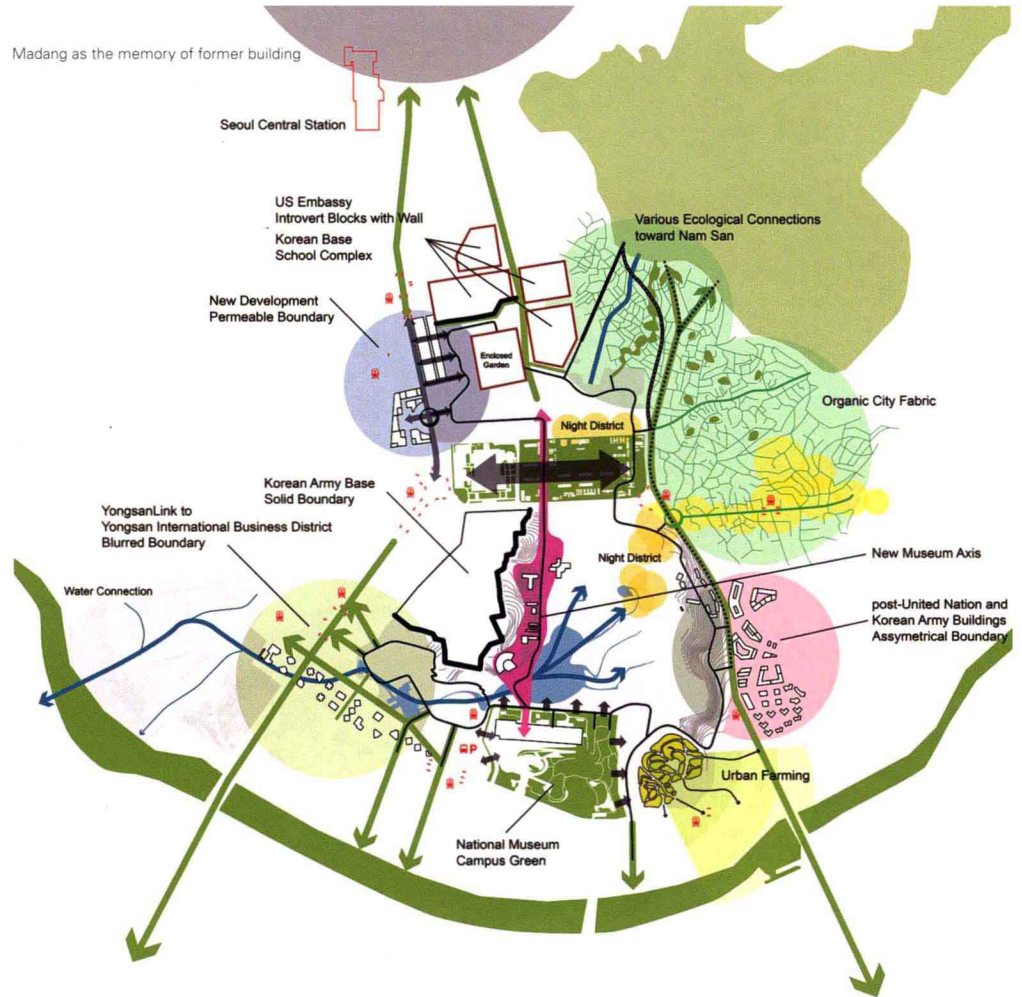 Madang as the memory of former building
Seoul Central Station
US Embassy
Introvert Blocks with Wall
Korean Base
School Complex
Various Ecological Connections
toward Nam San
New Development
Permeable Boundary
Enclosed
Garden
Organic City Fabric
Night District
Korean Army Base
Solid Boundary
YongsanLink to
Yongsan International Business District
Blurred Boundary
Night District
New Museum Axis
Water Connection
post-United Nation and
Korean Army Buildings
Assymetrical Boundary
P
Urban Farming
National Museum
Campus Green